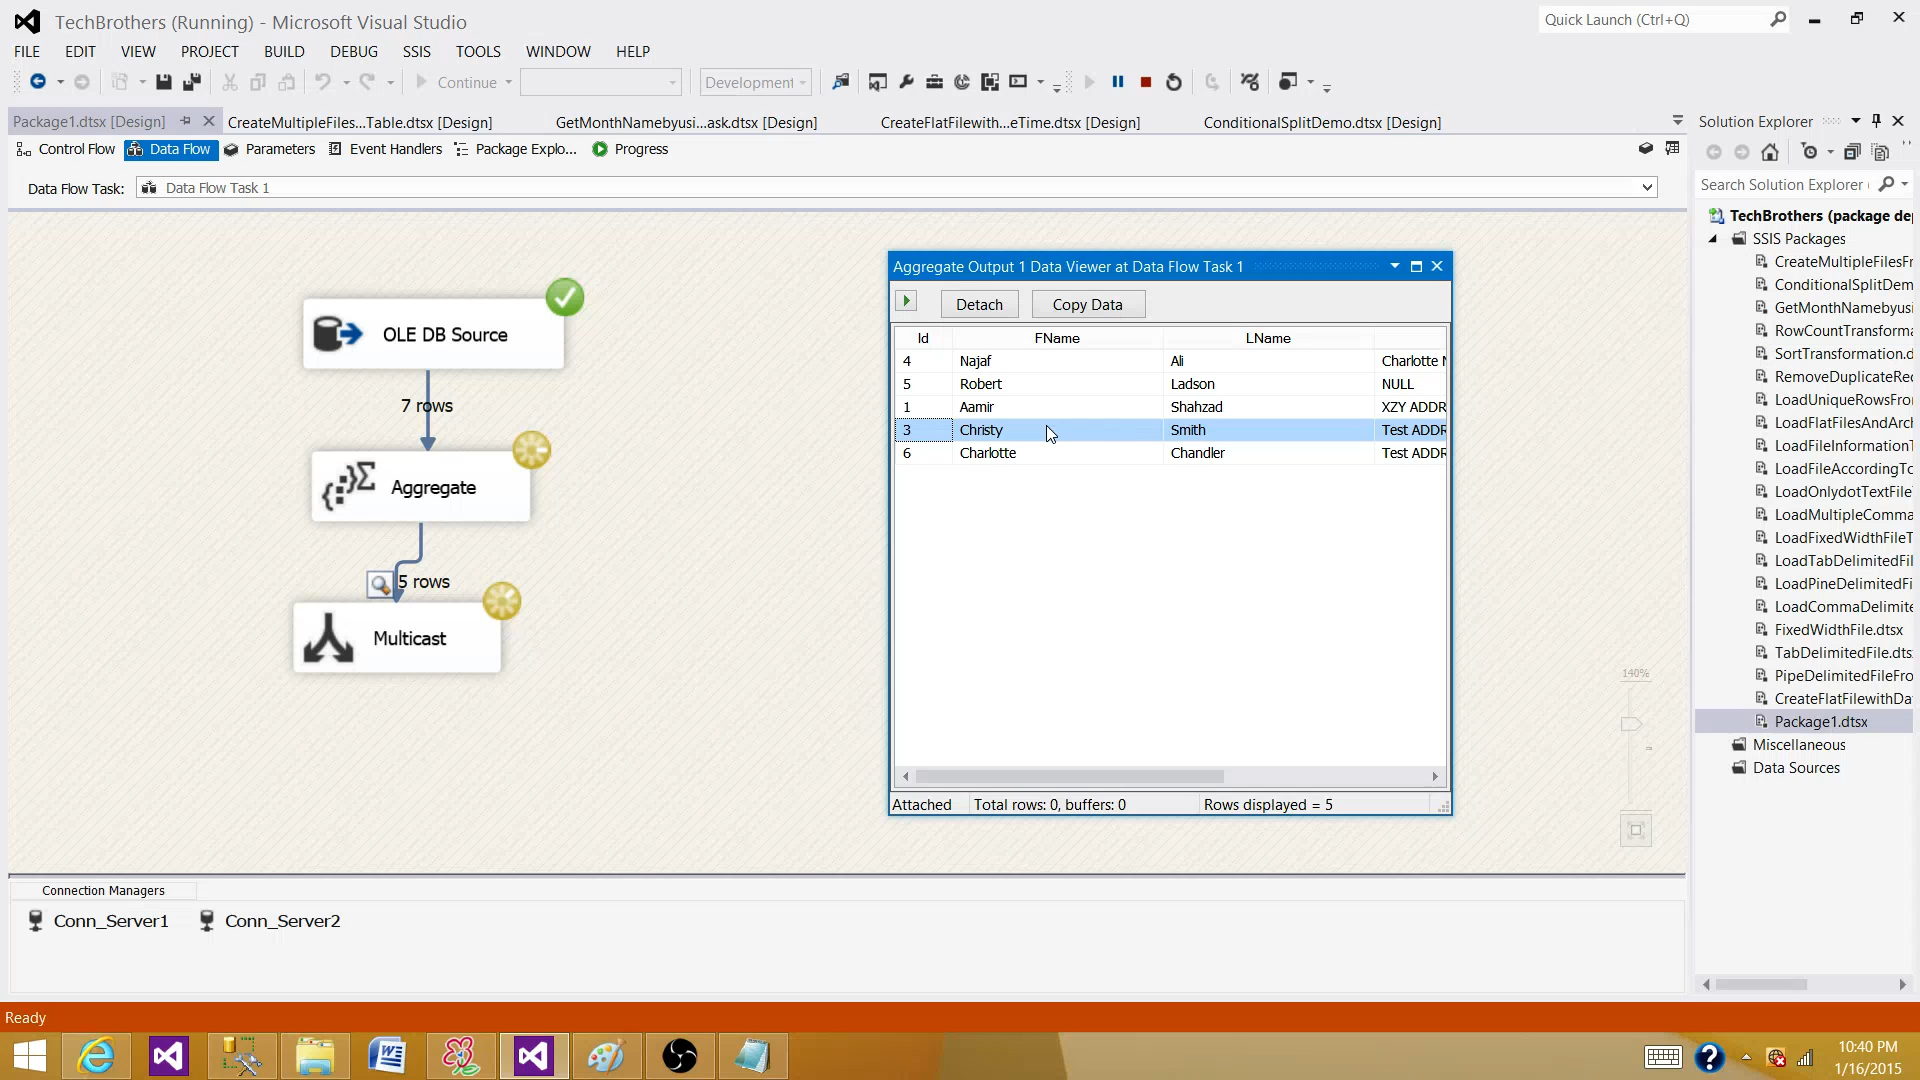 TechBrothers (Running) - Microsoft Visual Studio
Quick Launch (Ctrl+Q)
FILE EDIT VIEW PROJECT BUILD DEBUG SSIS TOOLS WINDOW HELP
Continue
Development
Package1.dtsx [Design]
CreateMultipleFiles...Table.dtsx [Design]
GetMonthNamebyusi...ask.dtsx [Design]
CreateFlatFilewith...eTime.dtsx [Design]
ConditionalSplitDemo.dtsx [Design]
Control Flow
Data Flow
Parameters
Event Handlers
Package Explo...
Progress
Data Flow Task:
Data Flow Task 1
OLE DB Source
7 rows
Aggregate
5 rows
Multicast
Aggregate Output 1 Data Viewer at Data Flow Task 1
Detach
Copy Data
Id FName LName
4 Najaf Ali Charlotte N
5 Robert Ladson NULL
1 Aamir Shahzad XZY ADDR
3 Christy Smith Test ADDR
6 Charlotte Chandler Test ADDR
Attached
Total rows: 0, buffers: 0
Rows displayed = 5
140%
Connection Managers
Conn_Server1
Conn_Server2
Solution Explorer
Search Solution Explorer (
TechBrothers (package dep
SSIS Packages
CreateMultipleFilesFr
ConditionalSplitDem
GetMonthNamebyusi
RowCountTransforma
SortTransformation.d
RemoveDuplicateRec
LoadUniqueRowsFror
LoadFlatFilesAndArch
LoadFileInformationT
LoadFileAccordingTo
LoadOnlydotTextFile
LoadMultipleComma
LoadFixedWidthFileT
LoadTabDelimitedFil
LoadPineDelimitedFi
LoadCommaDelimite
FixedWidthFile.dtsx
TabDelimitedFile.dts
PipeDelimitedFileFro
CreateFlatFilewithDa
Package1.dtsx
Miscellaneous
Data Sources
Ready
10:40 PM
1/16/2015